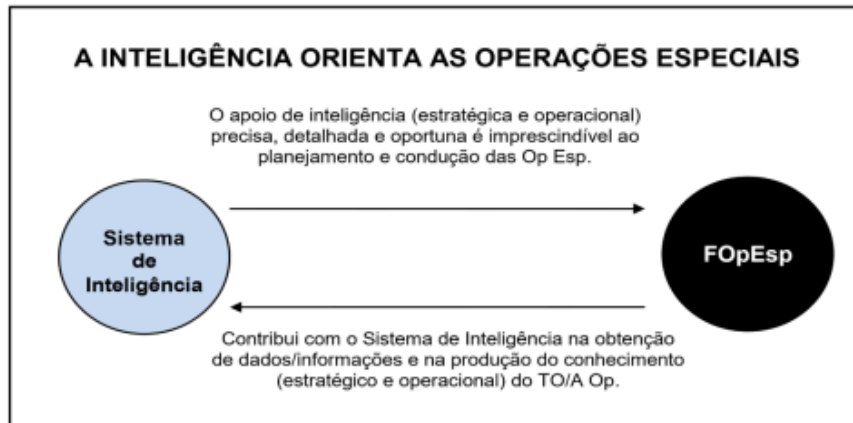 A INTELIGÊNCIA ORIENTA AS OPERAÇÕES ESPECIAIS
O apoio de inteligência (estratégica e operacional)
precisa, detalhada e oportuna é imprescindível ao
planejamento e condução das Op Esp.
Sistema
de
Inteligência
FOpEsp
Contribui com o Sistema de Inteligência na obtenção
de dados/informações e na produção do conhecimento
(estratégico e operacional) do TO/A Op.